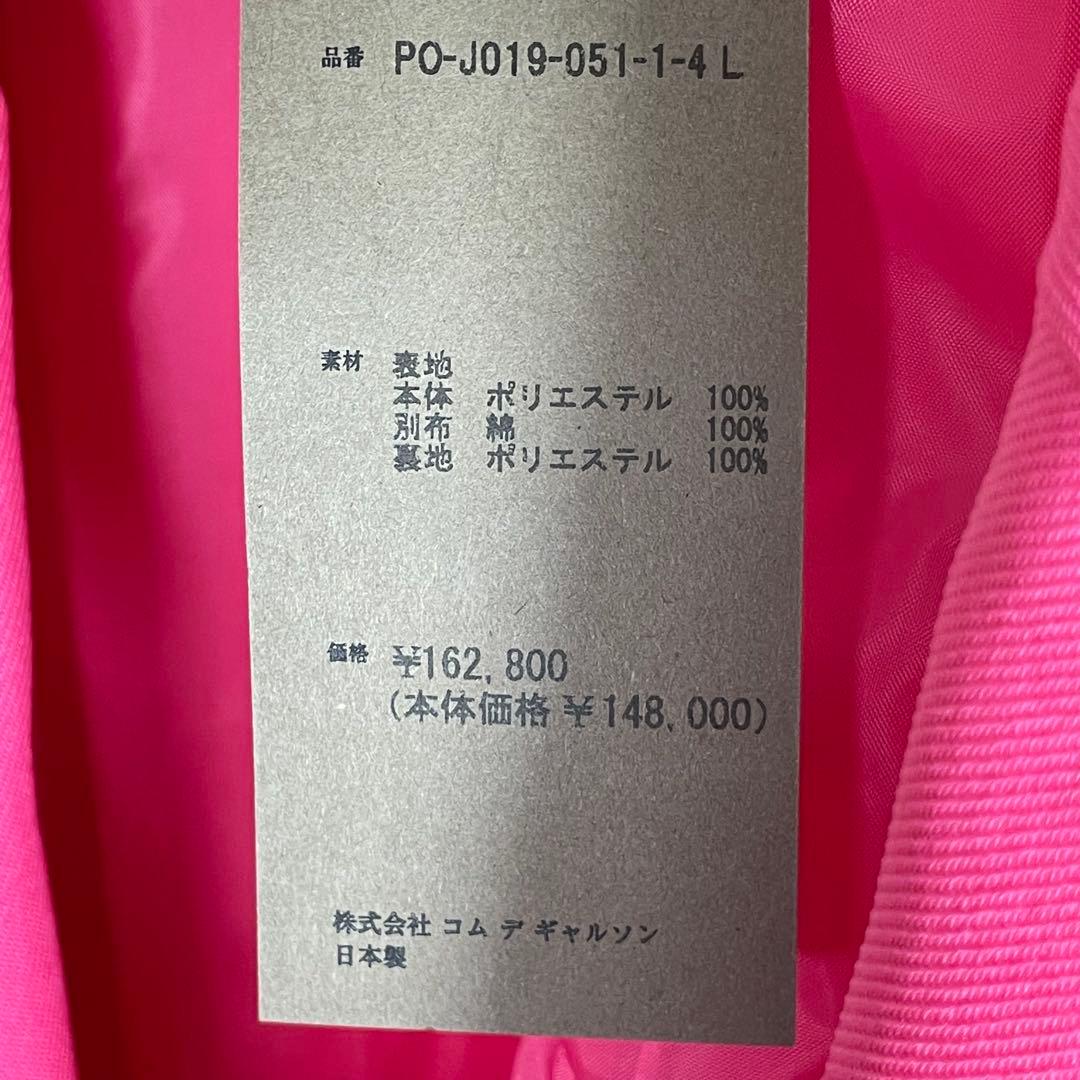 品番 PO-J019-051-1-4 L
素材 表地
本体 ポリエステル 100%
別布 綿 100%
裏地 ポリエステル 100%
価格 ¥162,800
(本体価格 ¥148,000)
株式会社 コム デ ギャルソン
日本製